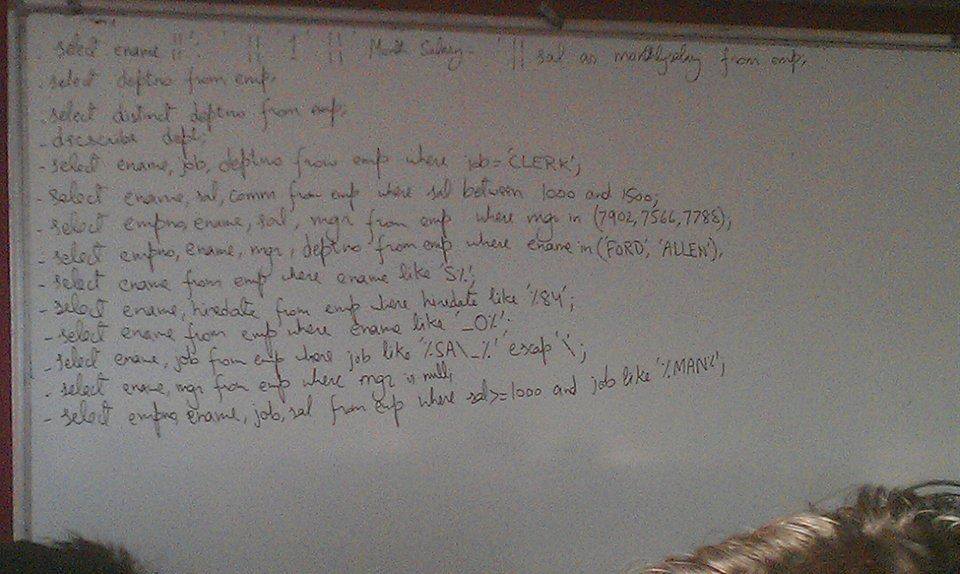 . select ename ||': ' || '1' || ' Month Salary- ' || sal as monthlysalary from emp;
. select deptno from emp;
. select distinct deptno from emp;
- describe dept;
- select ename, job, deptno from emp where job='CLERK';
- select ename, sal, comm from emp where sal between 1000 and 1500;
- select empno, ename, sal, mgr from emp where mgr in (7902,7566,7788);
- select empno, ename, mgr, deptno from emp where ename in ('FORD', 'ALLEN');
- select ename from emp where ename like 'S%';
- select ename, hiredate from emp where hiredate like '%84';
- select ename from emp where ename like '_O%';
- select ename, job from emp where job like '%SA\_%' escap '\';
- select ename, mgr from emp where mgr is null;
- select empno, ename, job, sal from emp where sal>=1000 and job like '%MAN%';